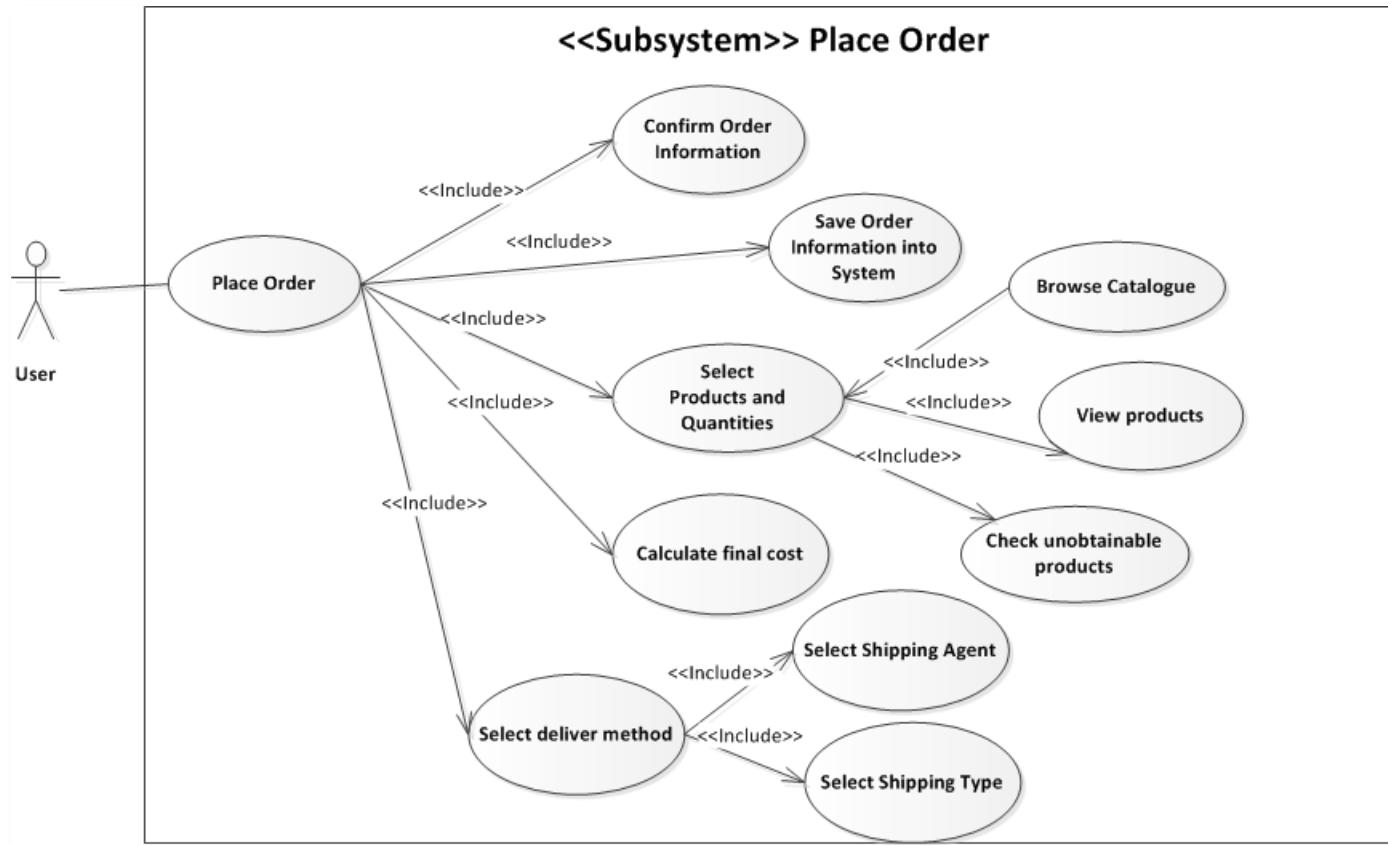 <<Subsystem>> Place Order
Confirm Order
Information
<<Include>>
Save Order
Information into
System
<<Include>>
Place Order
User
Browse Catalogue
<<Include>>
Select
Products and
Quantities
<<Include>>
View products
<<Include>>
<<Include>>
Check unobtainable
products
<<Include>>
Calculate final cost
<<Include>>
Select deliver method
Select Shipping Agent
<<Include>>
<<Include>>
Select Shipping Type